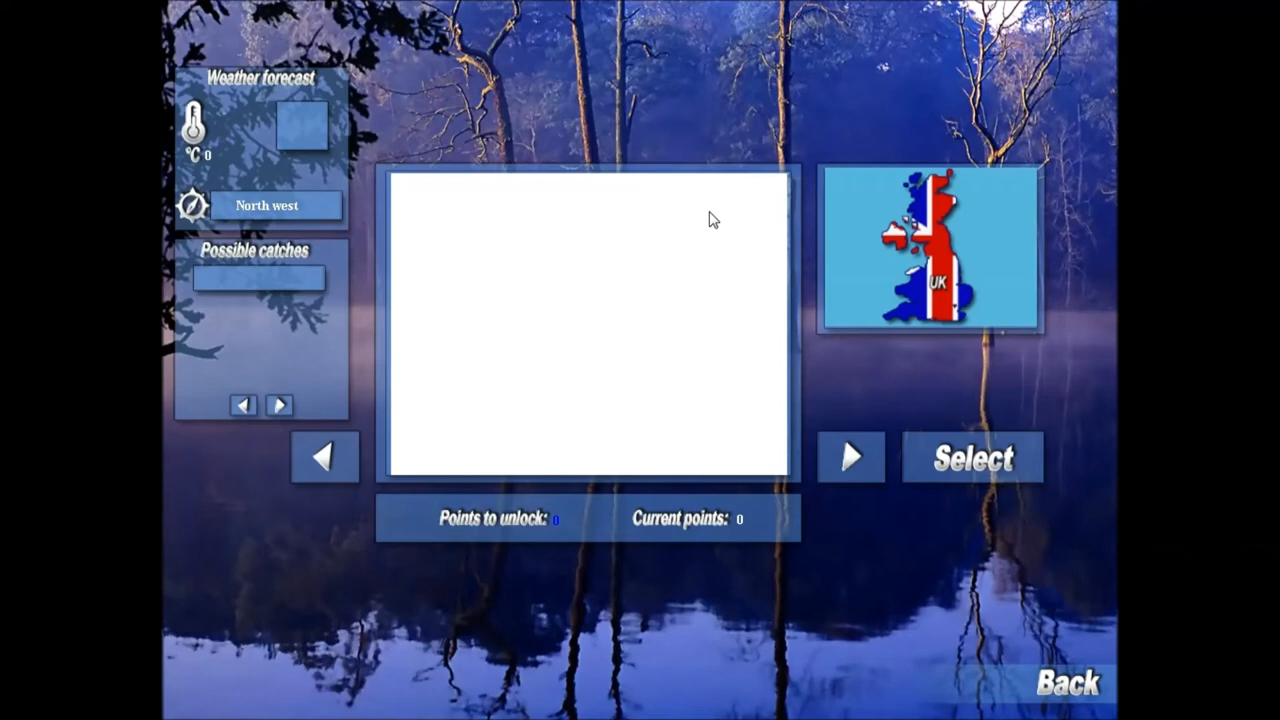 Weather forecast
°C 0
North west
Possible catches
UK
Select
Points to unlock: 0
Current points: 0
Back